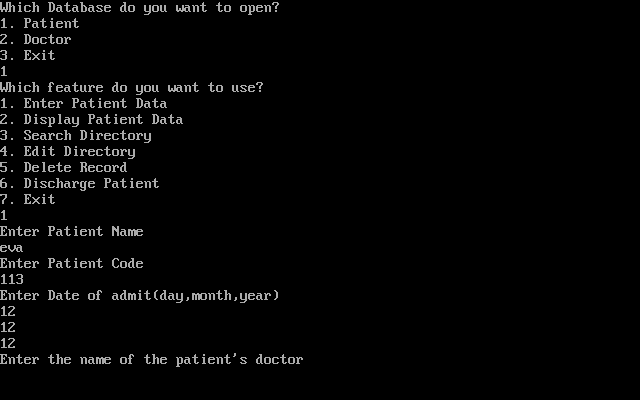 Which Database do you want to open?
1. Patient
2. Doctor
3. Exit
1
Which feature do you want to use?
1. Enter Patient Data
2. Display Patient Data
3. Search Directory
4. Edit Directory
5. Delete Record
6. Discharge Patient
7. Exit
1
Enter Patient Name
eva
Enter Patient Code
113
Enter Date of admit(day,month,year)
12
12
12
Enter the name of the patient's doctor